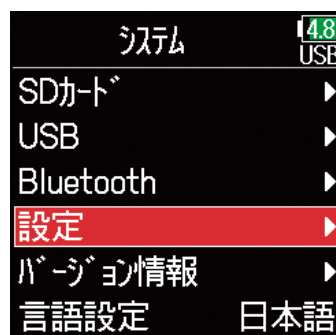 システム
4.8
USB
SDカード
USB
Bluetooth
設定
バージョン情報
言語設定 日本語